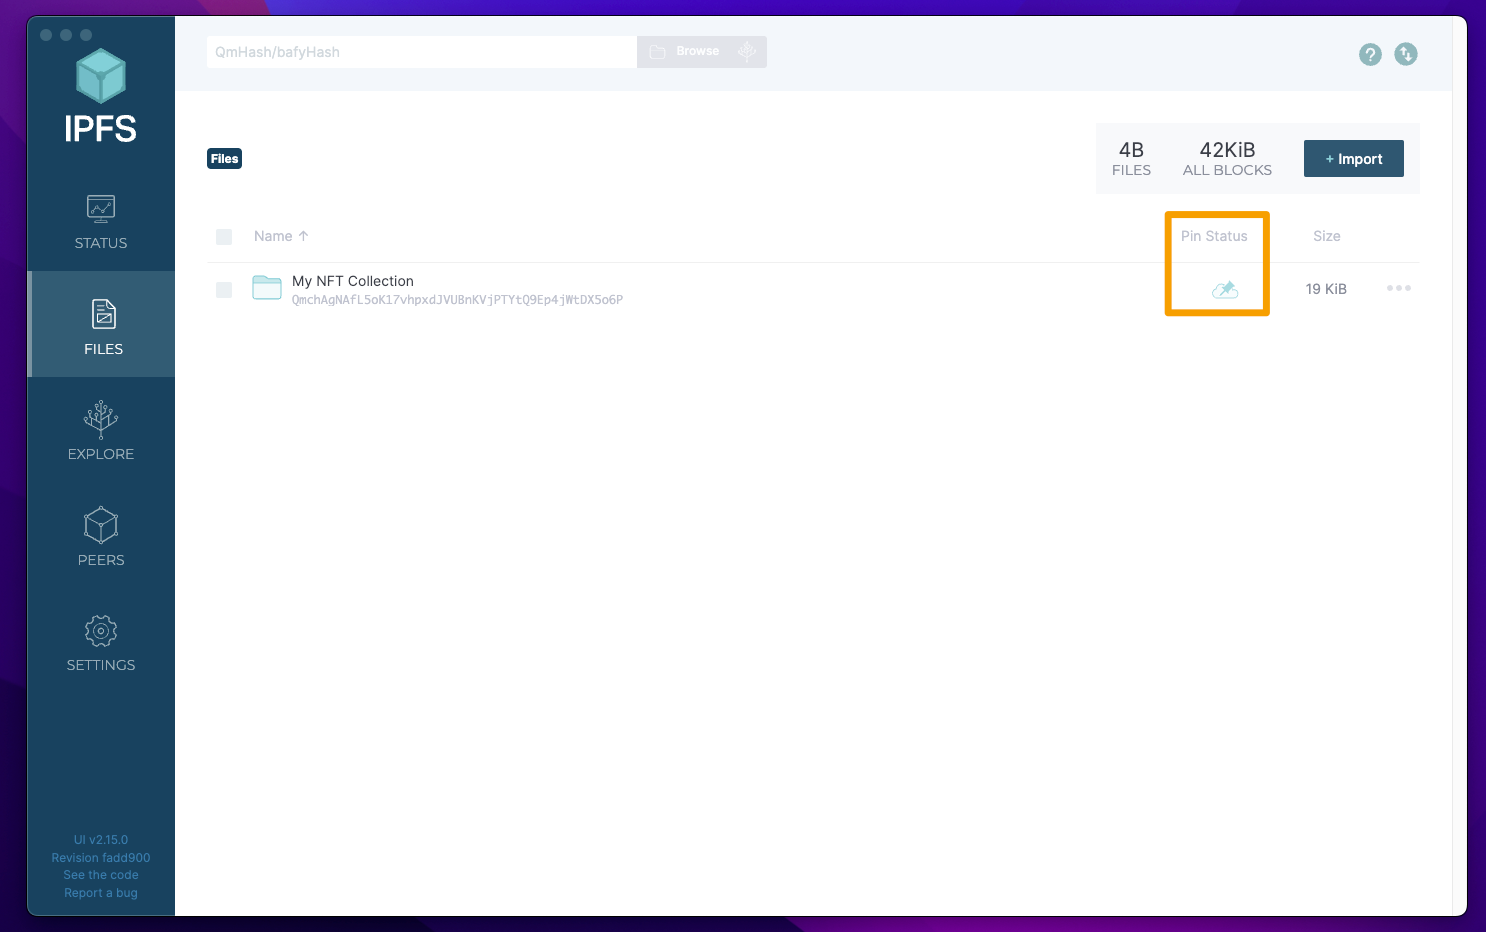 IPFS
STATUS
FILES
EXPLORE
PEERS
SETTINGS
UI v2.15.0
Revision fadd900
See the code
Report a bug
QmHash/bafyHash
Browse
?
Files
4B
FILES
42KiB
ALL BLOCKS
+ Import
Name ↑
Pin Status
Size
My NFT Collection
QmchAgNAfL5oK17vhpxdJVUBnKVjPTYtQ9Ep4jWtDX5o6P
19 KiB